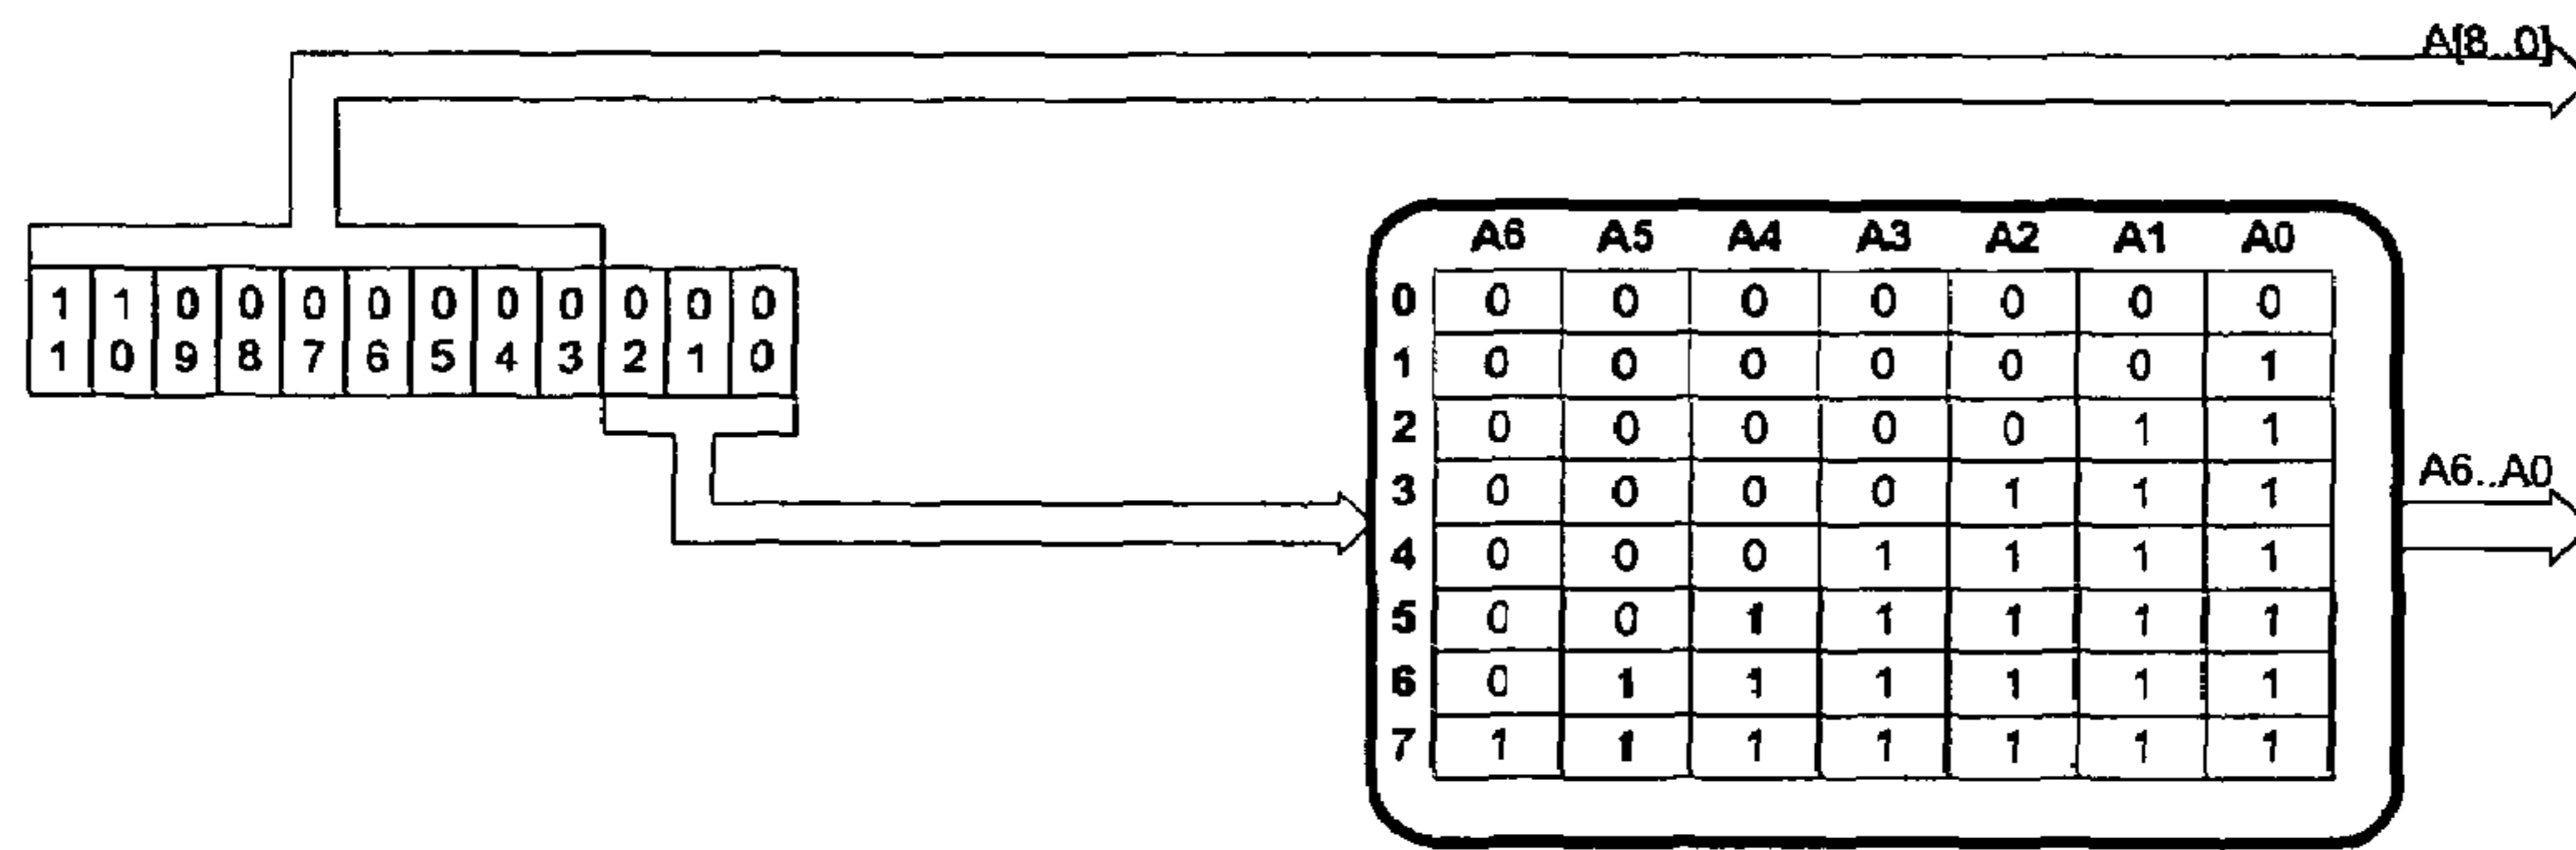 A[8..0]
A6 A5 A4 A3 A2 A1 A0
1 1 0 0 0 0 0 0 0 0 0 0
1 0 9 8 7 6 5 4 3 2 1 0
0 0 0 0 0 0 0 0
1 0 0 0 0 0 0 1
2 0 0 0 0 0 1 1
3 0 0 0 0 1 1 1
A6..A0
4 0 0 0 1 1 1 1
5 0 0 1 1 1 1 1
6 0 1 1 1 1 1 1
7 1 1 1 1 1 1 1